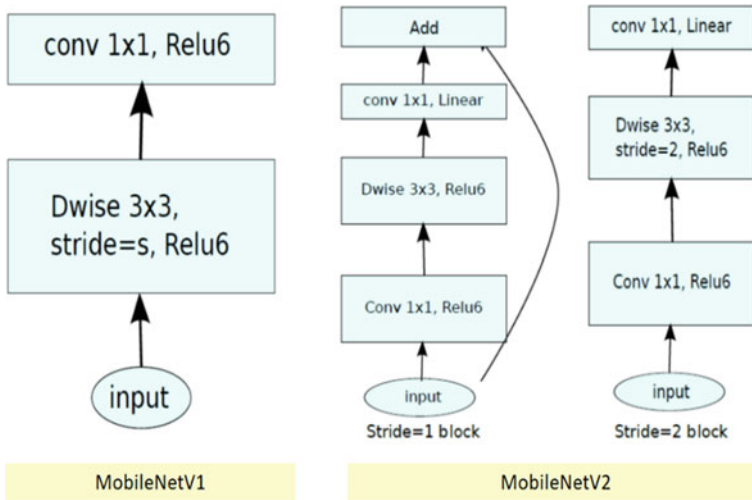 conv 1x1, Relu6
Dwise 3x3,
stride=s, Relu6
input
MobileNetV1
Add
conv 1x1, Linear
Dwise 3x3, Relu6
Conv 1x1, Relu6
input
Stride=1 block
conv 1x1, Linear
Dwise 3x3,
stride=2, Relu6
Conv 1x1, Relu6
input
Stride=2 block
MobileNetV2